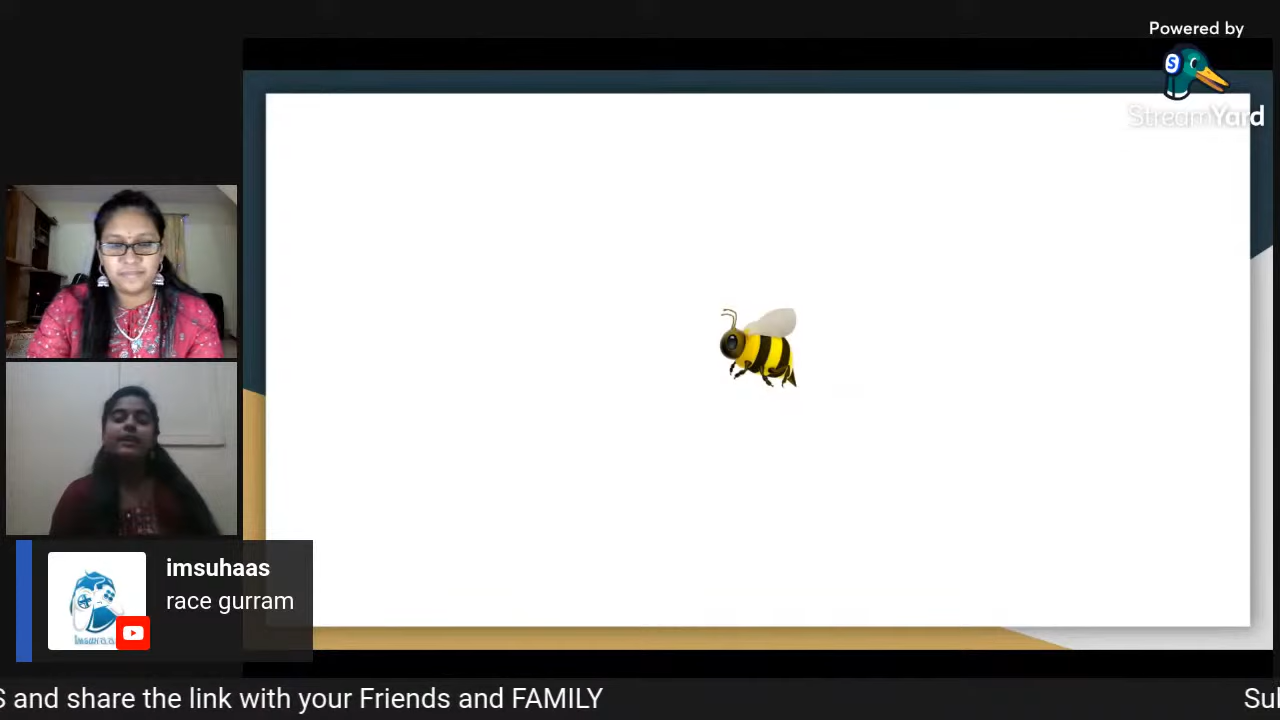 Powered by
S
StreamYard
imsuhaas
race gurram
S and share the link with your Friends and FAMILY
Sul